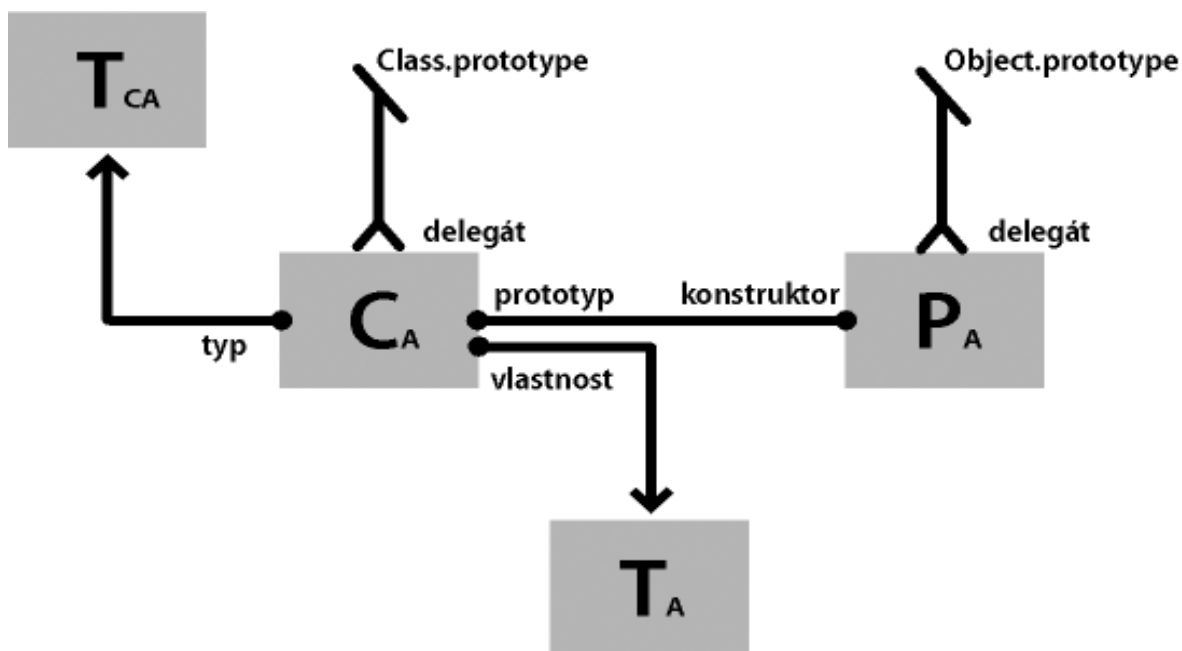 T CA
Class.prototype
Object.prototype
delegát
delegát
C A
prototyp
konstruktor
P A
typ
vlastnost
T A